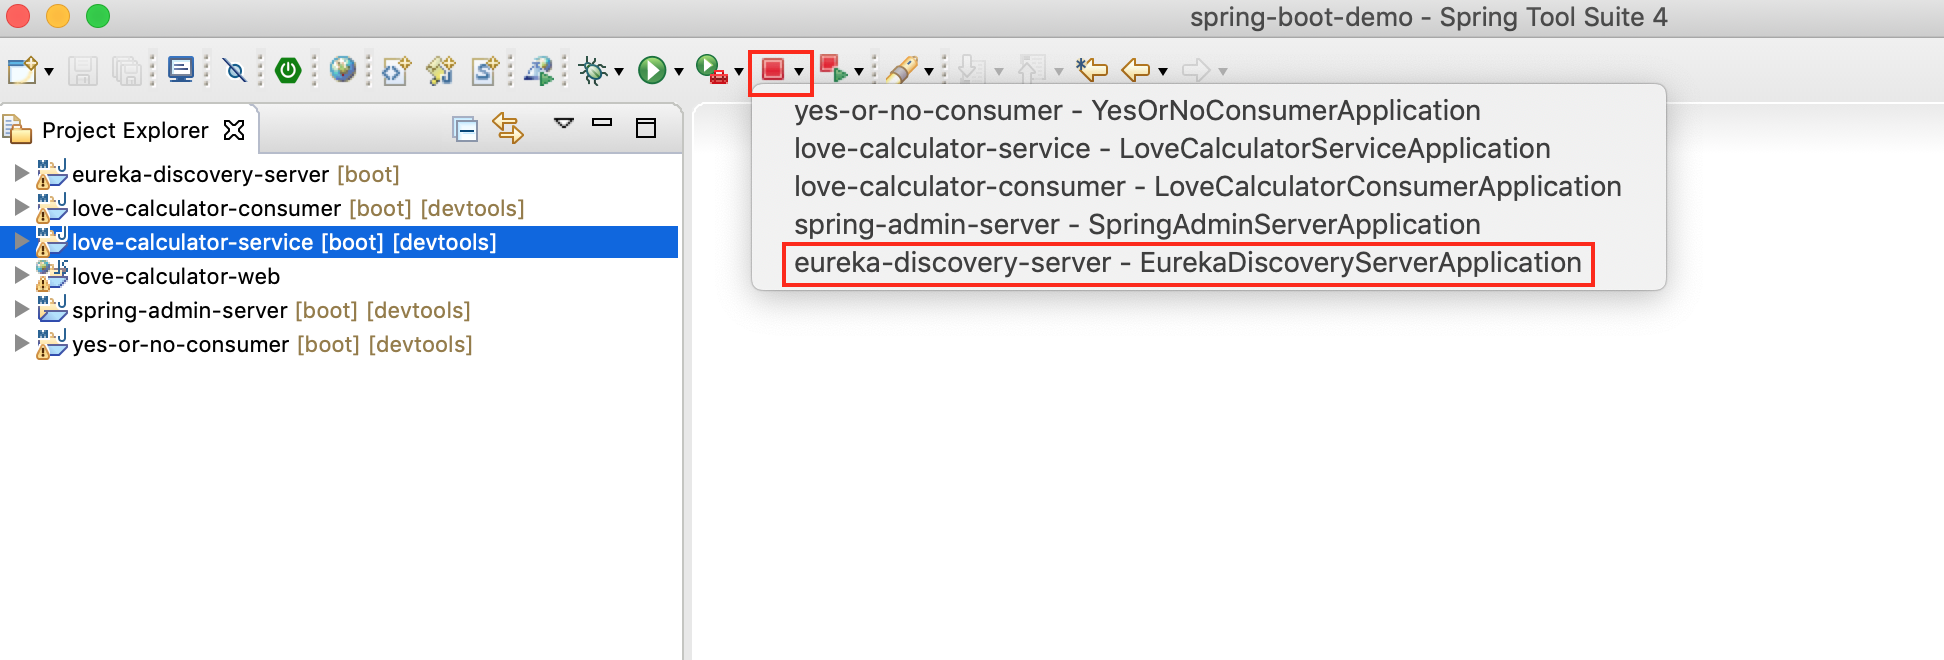 spring-boot-demo - Spring Tool Suite 4
Project Explorer
eureka-discovery-server [boot]
love-calculator-consumer [boot] [devtools]
love-calculator-service [boot] [devtools]
love-calculator-web
spring-admin-server [boot] [devtools]
yes-or-no-consumer [boot] [devtools]
yes-or-no-consumer - YesOrNoConsumerApplication
love-calculator-service - LoveCalculatorServiceApplication
love-calculator-consumer - LoveCalculatorConsumerApplication
spring-admin-server - SpringAdminServerApplication
eureka-discovery-server - EurekaDiscoveryServerApplication